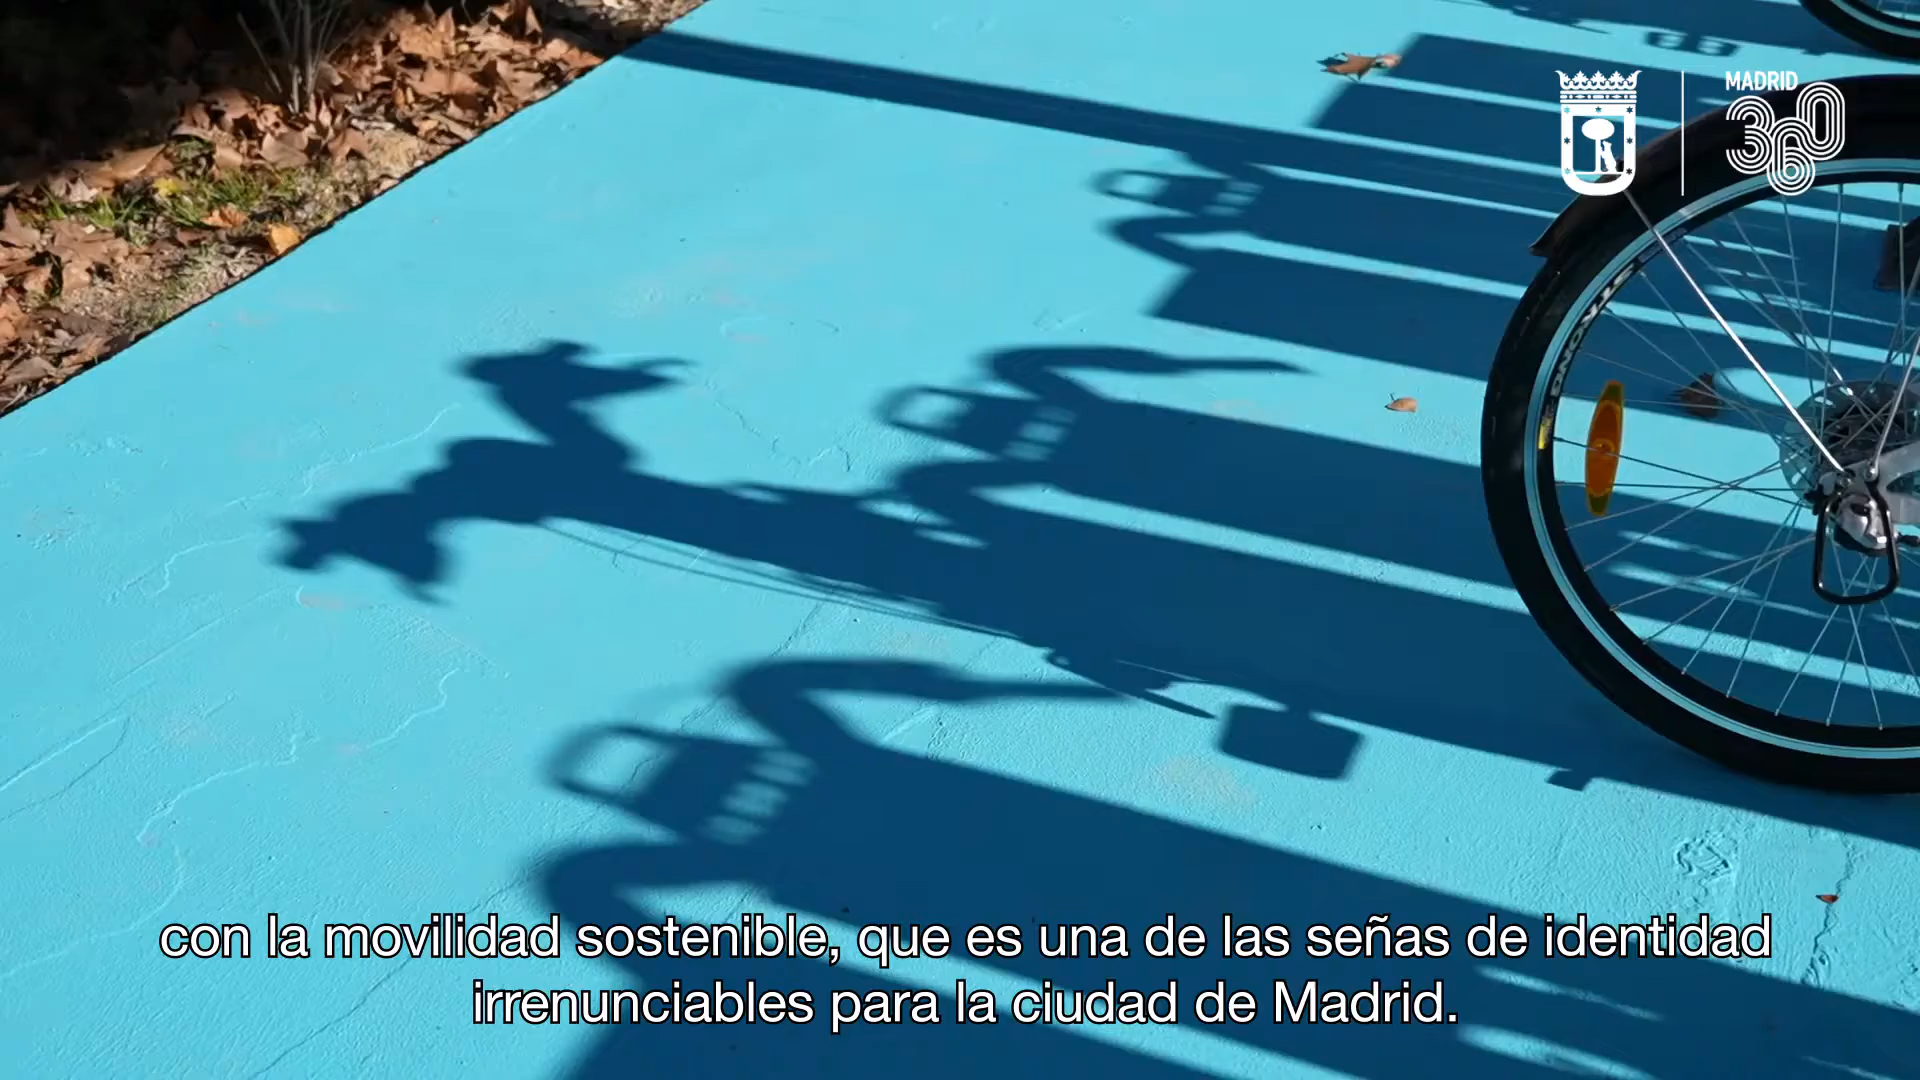 MADRID
360
STRONG
con la movilidad sostenible, que es una de las señas de identidad
irrenunciables para la ciudad de Madrid.